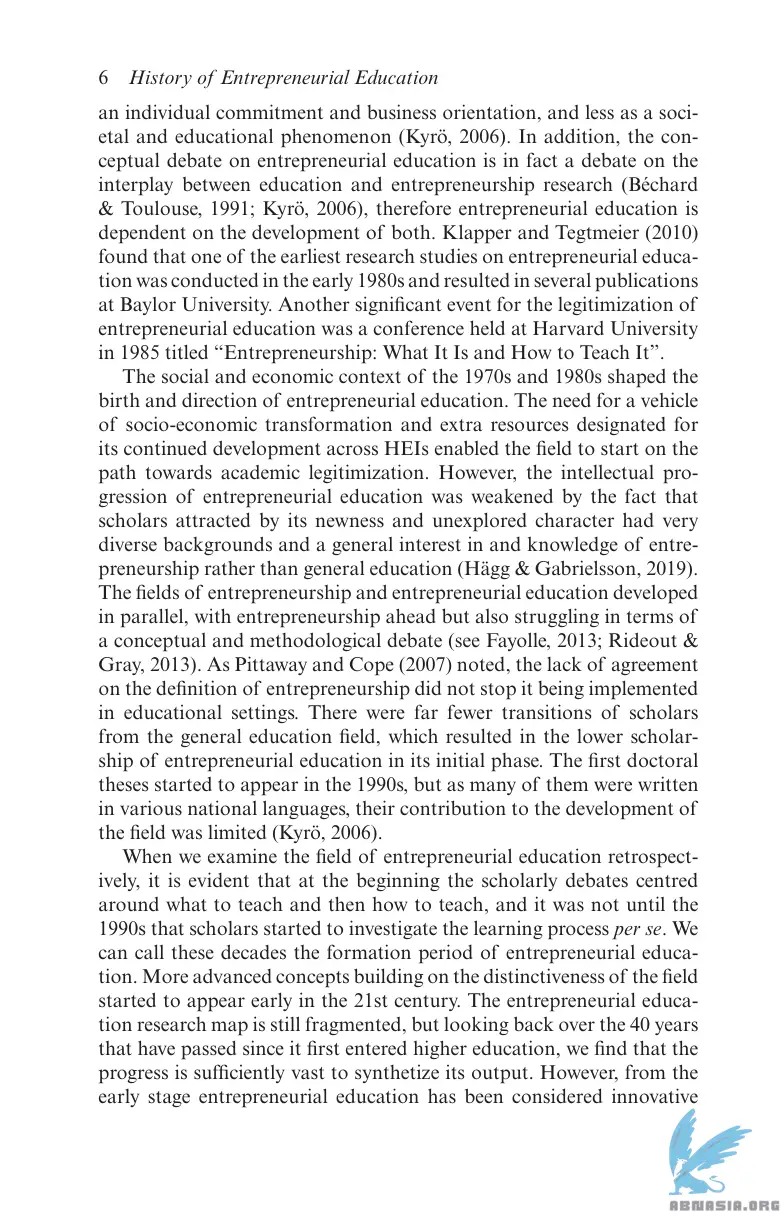 6 History of Entrepreneurial Education
an individual commitment and business orientation, and less as a soci-
etal and educational phenomenon (Kyrö, 2006). In addition, the con-
ceptual debate on entrepreneurial education is in fact a debate on the
interplay between education and entrepreneurship research (Béchard
& Toulouse, 1991; Kyrö, 2006), therefore entrepreneurial education is
dependent on the development of both. Klapper and Tegtmeier (2010)
found that one of the earliest research studies on entrepreneurial educa-
tion was conducted in the early 1980s and resulted in several publications
at Baylor University. Another significant event for the legitimization of
entrepreneurial education was a conference held at Harvard University
in 1985 titled “Entrepreneurship: What It Is and How to Teach It”.
The social and economic context of the 1970s and 1980s shaped the
birth and direction of entrepreneurial education. The need for a vehicle
of socio-economic transformation and extra resources designated for
its continued development across HEIs enabled the field to start on the
path towards academic legitimization. However, the intellectual pro-
gression of entrepreneurial education was weakened by the fact that
scholars attracted by its newness and unexplored character had very
diverse backgrounds and a general interest in and knowledge of entre-
preneurship rather than general education (Hägg & Gabrielsson, 2019).
The fields of entrepreneurship and entrepreneurial education developed
in parallel, with entrepreneurship ahead but also struggling in terms of
a conceptual and methodological debate (see Fayolle, 2013; Rideout &
Gray, 2013). As Pittaway and Cope (2007) noted, the lack of agreement
on the definition of entrepreneurship did not stop it being implemented
in educational settings. There were far fewer transitions of scholars
from the general education field, which resulted in the lower scholar-
ship of entrepreneurial education in its initial phase. The first doctoral
theses started to appear in the 1990s, but as many of them were written
in various national languages, their contribution to the development of
the field was limited (Kyrö, 2006).
When we examine the field of entrepreneurial education retrospect-
ively, it is evident that at the beginning the scholarly debates centred
around what to teach and then how to teach, and it was not until the
1990s that scholars started to investigate the learning process per se. We
can call these decades the formation period of entrepreneurial educa-
tion. More advanced concepts building on the distinctiveness of the field
started to appear early in the 21st century. The entrepreneurial educa-
tion research map is still fragmented, but looking back over the 40 years
that have passed since it first entered higher education, we find that the
progress is sufficiently vast to synthetize its output. However, from the
early stage entrepreneurial education has been considered innovative
ABNASIA.ORG